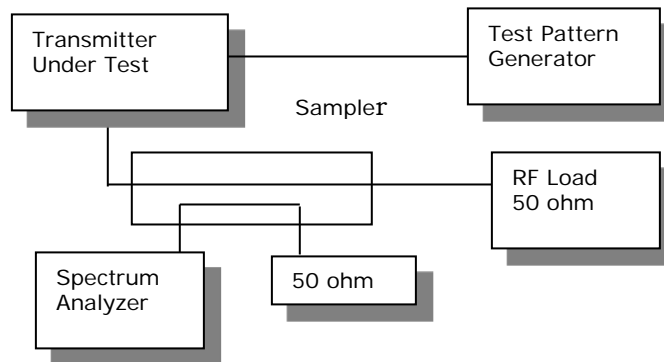 Transmitter
Under Test
Test Pattern
Generator
Sampler
RF Load
50 ohm
Spectrum
Analyzer
50 ohm